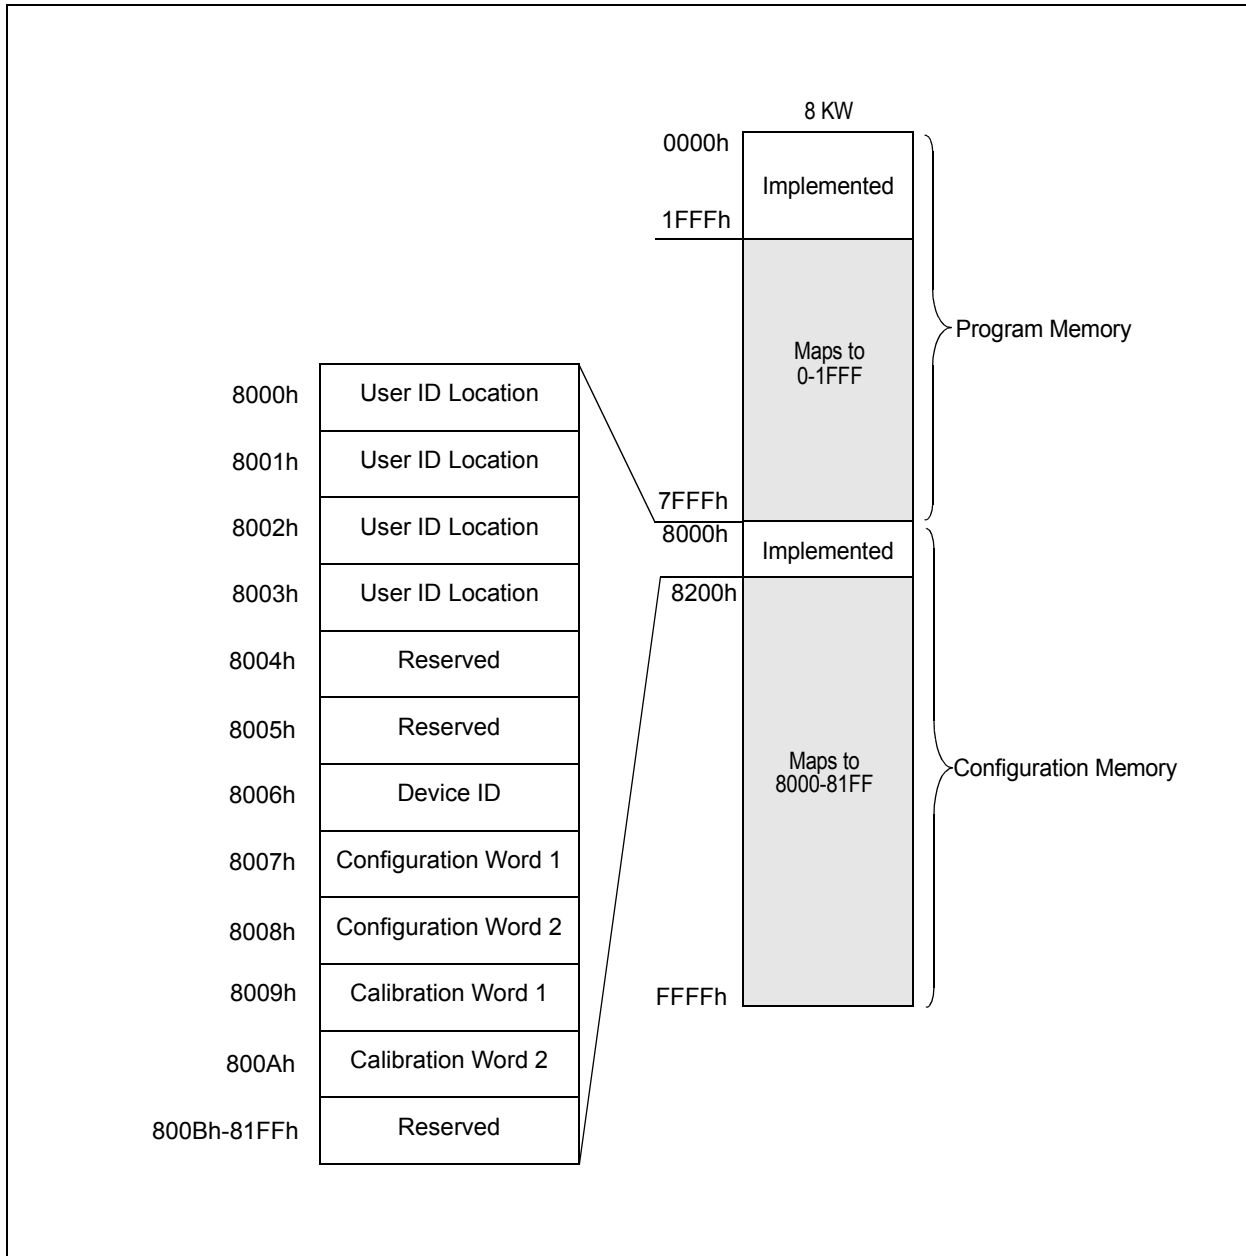 8 KW
0000h
Implemented
1FFFh
Maps to
0-1FFF
Program Memory
7FFFh
8000h
Implemented
8200h
Maps to
8000-81FF
Configuration Memory
FFFFh
8000h User ID Location
8001h User ID Location
8002h User ID Location
8003h User ID Location
8004h Reserved
8005h Reserved
8006h Device ID
8007h Configuration Word 1
8008h Configuration Word 2
8009h Calibration Word 1
800Ah Calibration Word 2
800Bh-81FFh Reserved